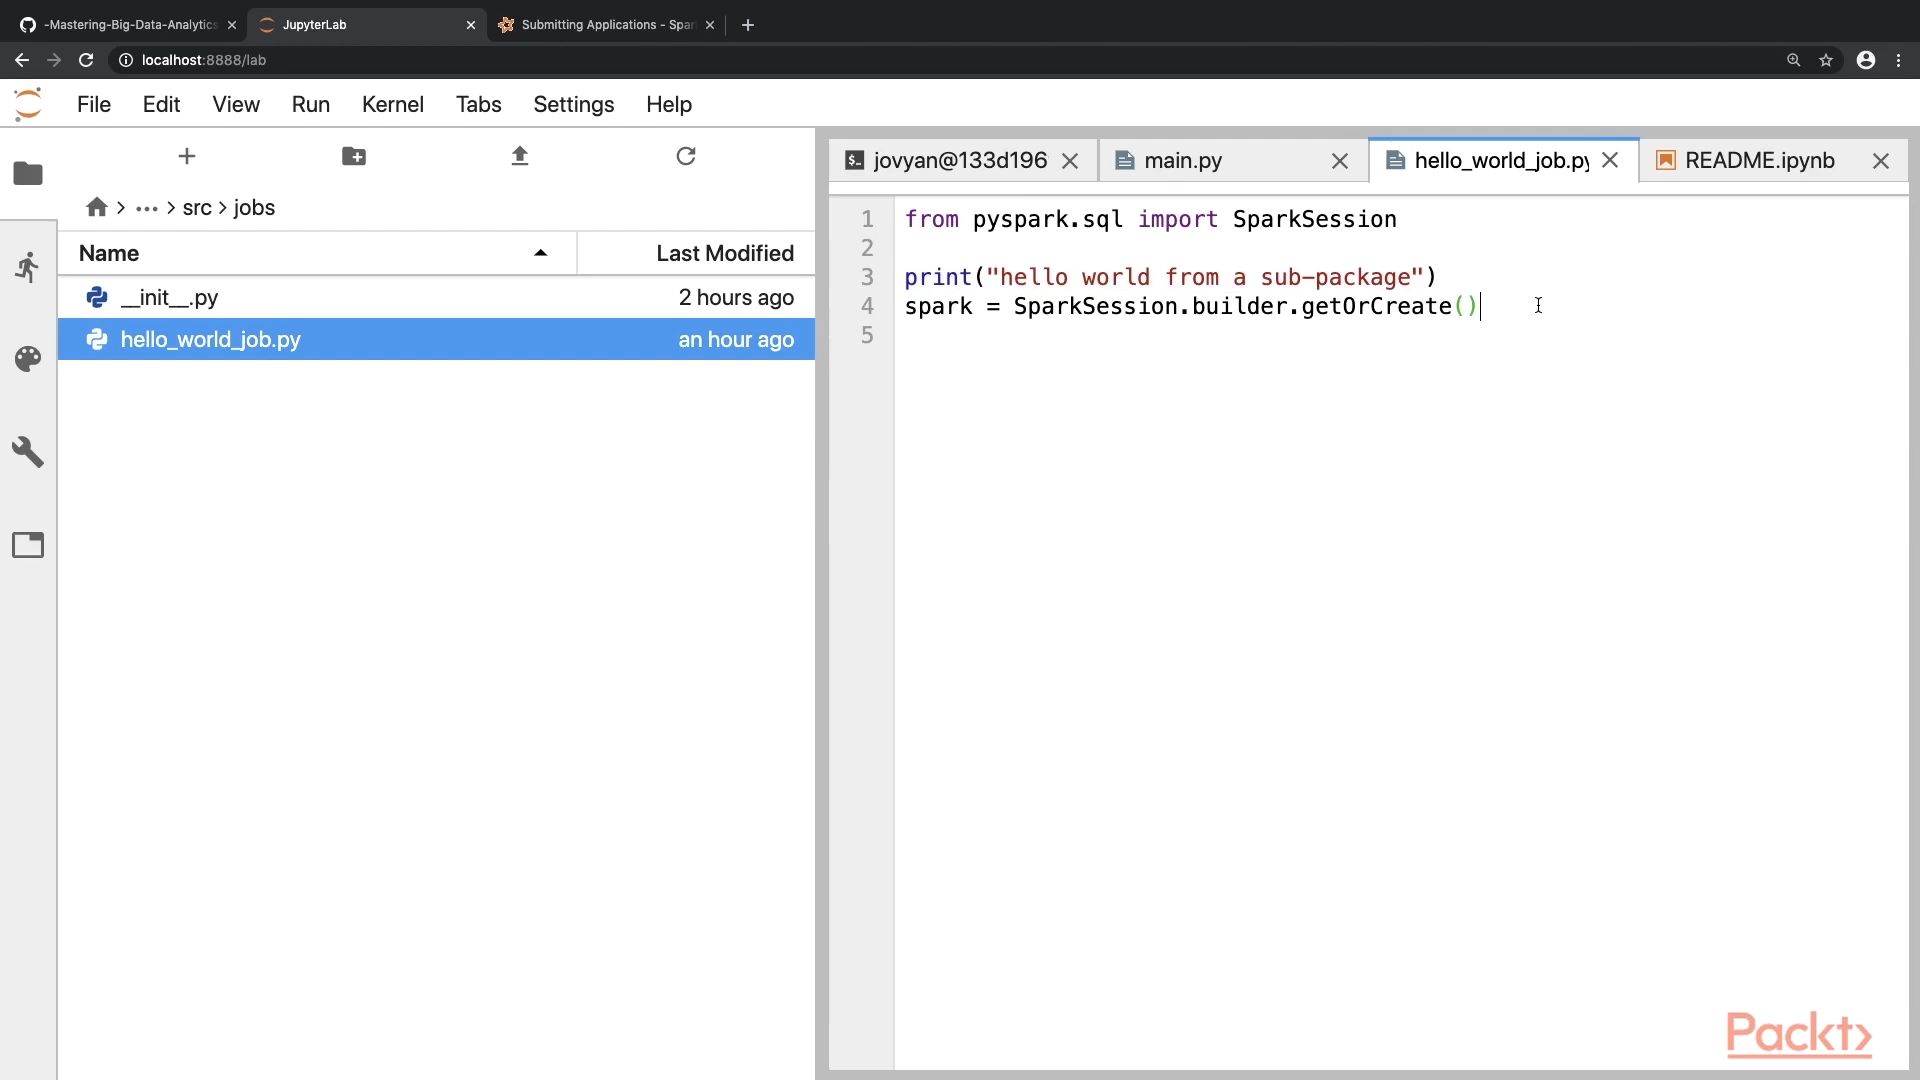 -Mastering-Big-Data-Analytics
JupyterLab
Submitting Applications - Spar
localhost:8888/lab
File Edit View Run Kernel Tabs Settings Help
jovyan@133d196
main.py
hello_world_job.py
README.ipynb
src jobs
Name Last Modified
__init__.py 2 hours ago
hello_world_job.py an hour ago
1 from pyspark.sql import SparkSession
2
3 print("hello world from a sub-package")
4 spark = SparkSession.builder.getOrCreate()
5
Packt